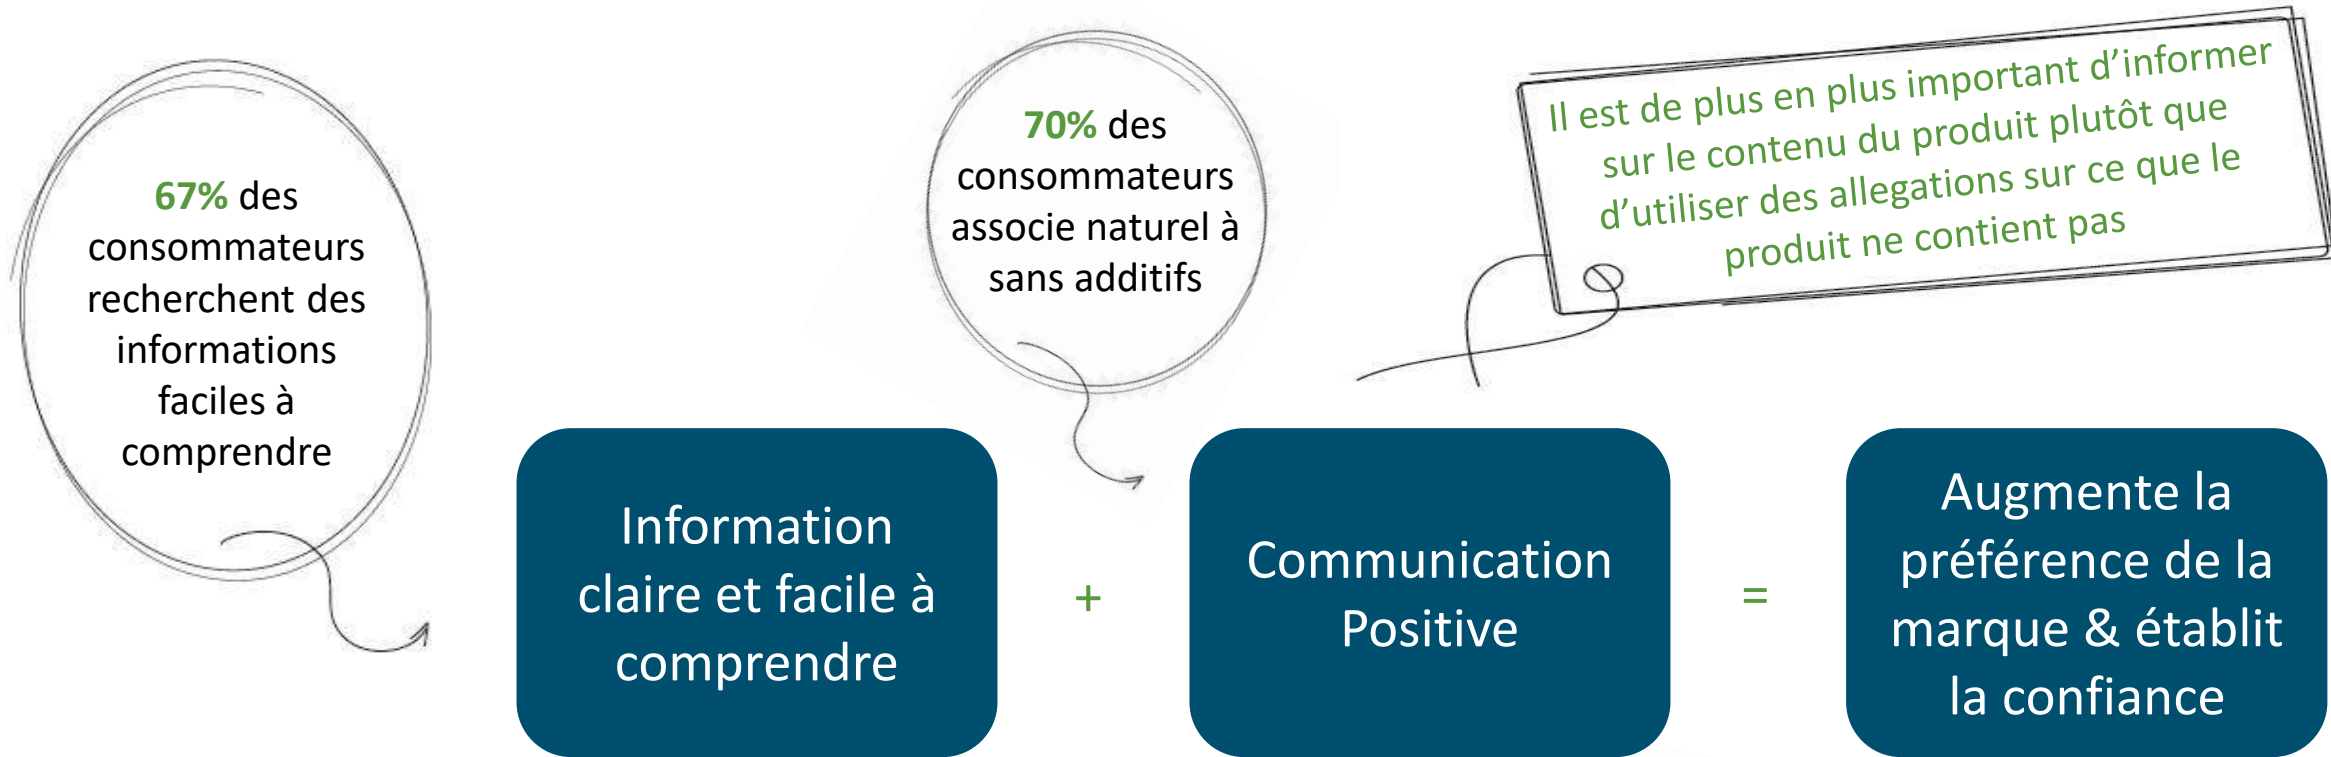 67% des
consommateurs
recherchent des
informations
faciles à
comprendre
70% des
consommateurs
associe naturel à
sans additifs
Il est de plus en plus important d’informer
sur le contenu du produit plutôt que
d’utiliser des allegations sur ce que le
produit ne contient pas
Information
claire et facile à
comprendre
+
Communication
Positive
=
Augmente la
préférence de la
marque & établit
la confiance